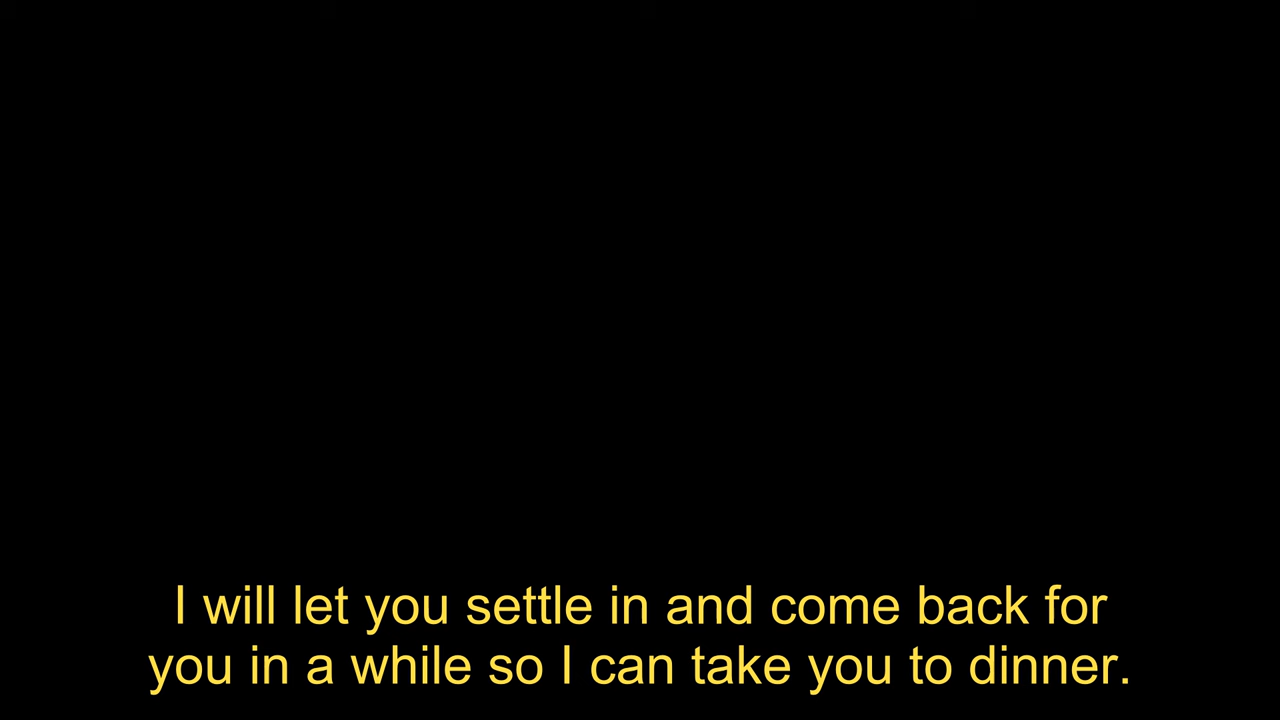 I will let you settle in and come back for
you in a while so I can take you to dinner.